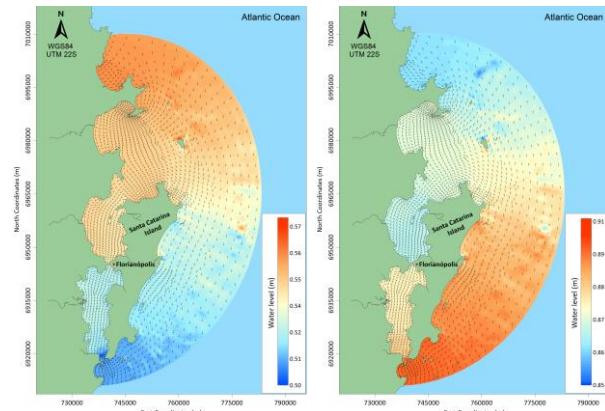 Atlantic Ocean
N
WGS84
UTM 22S
North Coordinates (m)
7010000
6995000
6980000
6965000
6950000
6935000
6920000
Santa Catarina
Island
Florianópolis
Water level (m)
0.57
0.56
0.55
0.54
0.53
0.52
0.51
0.50
730000
745000
760000
775000
790000
Atlantic Ocean
N
WGS84
UTM 22S
North Coordinates (m)
7010000
6995000
6980000
6965000
6950000
6935000
6920000
Santa Catarina
Island
Florianópolis
Water level (m)
0.91
0.90
0.89
0.88
0.87
0.86
0.85
730000
745000
760000
775000
790000